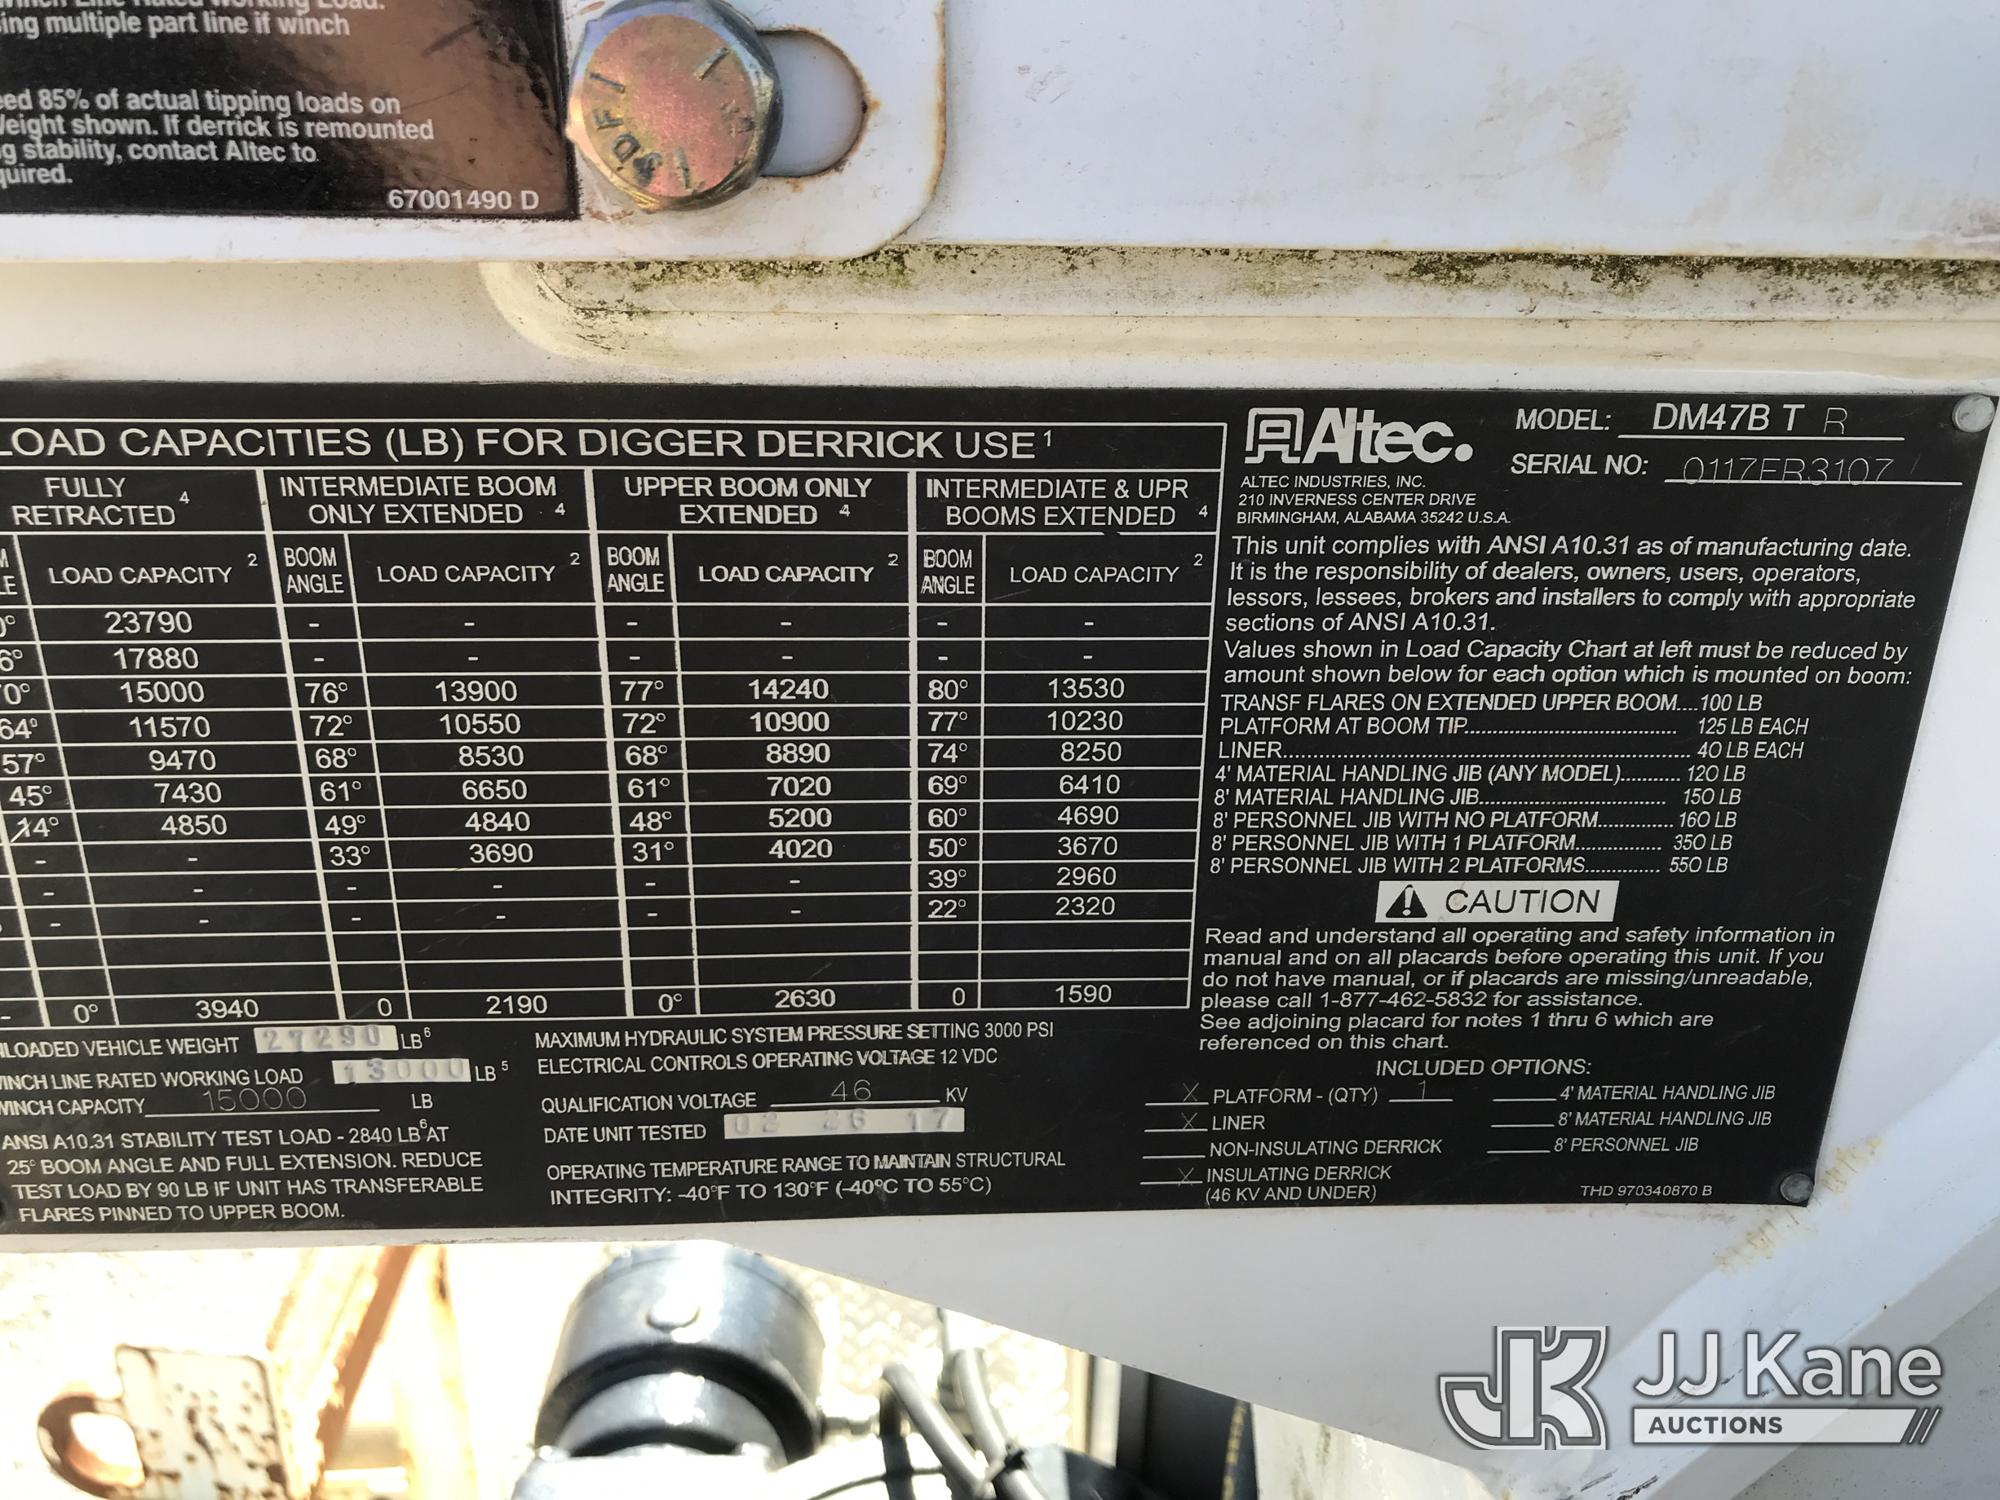 ing multiple part line if winch
85% of actual tipping loads on
shown. If derrick is remounted
stability, contact Altec to
67001490 D
LOAD CAPACITIES (LB) FOR DIGGER DERRICK USE 1
FULLY RETRACTED 4
INTERMEDIATE BOOM ONLY EXTENDED 4
UPPER BOOM ONLY EXTENDED 4
INTERMEDIATE & UPR BOOMS EXTENDED 4
LOAD CAPACITY 2 BOOM ANGLE LOAD CAPACITY 2 BOOM ANGLE LOAD CAPACITY 2 BOOM ANGLE LOAD CAPACITY 2
23790 - - - - - -
17880 - - - - - -
15000 76° 13900 77° 14240 80° 13530
64° 11570 72° 10550 72° 10900 77° 10230
57° 9470 68° 8530 68° 8890 74° 8250
45° 7430 61° 6650 61° 7020 69° 6410
14° 4850 49° 4840 48° 5200 60° 4690
- - 33° 3690 31° 4020 50° 3670
- - - - - - 39° 2960
- - - - - - 22° 2320
- 0° 3940 0 2190 0° 2630 0 1590
VEHICLE WEIGHT 27290 LB 6
LINE RATED WORKING LOAD 13000 LB 5
CAPACITY 15000 LB
ANSI A10.31 STABILITY TEST LOAD - 2840 LB 6 AT
25° BOOM ANGLE AND FULL EXTENSION. REDUCE
TEST LOAD BY 90 LB IF UNIT HAS TRANSFERABLE
FLARES PINNED TO UPPER BOOM.
MAXIMUM HYDRAULIC SYSTEM PRESSURE SETTING 3000 PSI
ELECTRICAL CONTROLS OPERATING VOLTAGE 12 VDC
QUALIFICATION VOLTAGE 46 KV
DATE UNIT TESTED 02 26 17
OPERATING TEMPERATURE RANGE TO MAINTAIN STRUCTURAL
INTEGRITY: -40°F TO 130°F (-40°C TO 55°C)
Altec.
MODEL: DM47B T R
SERIAL NO: 0117FR3107
ALTEC INDUSTRIES, INC.
210 INVERNESS CENTER DRIVE
BIRMINGHAM, ALABAMA 35242 U.S.A.
This unit complies with ANSI A10.31 as of manufacturing date.
It is the responsibility of dealers, owners, users, operators,
lessors, lessees, brokers and installers to comply with appropriate
sections of ANSI A10.31.
Values shown in Load Capacity Chart at left must be reduced by
amount shown below for each option which is mounted on boom:
TRANSF FLARES ON EXTENDED UPPER BOOM....100 LB
PLATFORM AT BOOM TIP........ 125 LB EACH
LINER........ 40 LB EACH
4' MATERIAL HANDLING JIB (ANY MODEL)........ 120 LB
8' MATERIAL HANDLING JIB........ 150 LB
8' PERSONNEL JIB WITH NO PLATFORM........ 160 LB
8' PERSONNEL JIB WITH 1 PLATFORM........ 350 LB
8' PERSONNEL JIB WITH 2 PLATFORMS........ 550 LB
CAUTION
Read and understand all operating and safety information in
manual and on all placards before operating this unit. If you
do not have manual, or if placards are missing/unreadable,
please call 1-877-462-5832 for assistance.
See adjoining placard for notes 1 thru 6 which are
referenced on this chart.
INCLUDED OPTIONS:
X PLATFORM - (QTY) 1
X LINER
NON-INSULATING DERRICK
X INSULATING DERRICK
(46 KV AND UNDER)
4' MATERIAL HANDLING JIB
8' MATERIAL HANDLING JIB
8' PERSONNEL JIB
THD 970340870 B
JK JJ Kane
AUCTIONS